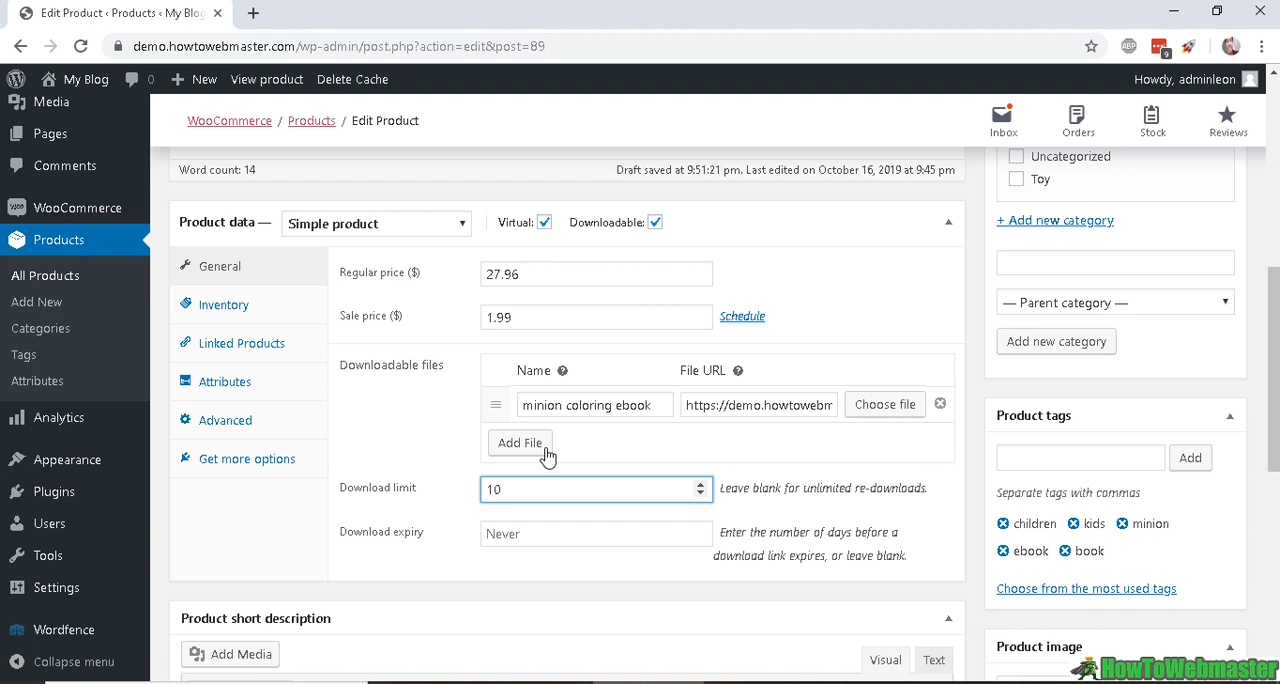 Edit Product ‹ Products ‹ My Blog
demo.howtowebmaster.com/wp-admin/post.php?action=edit&post=89
ABP
9
My Blog
0
New
View product
Delete Cache
Howdy, adminleon
Media
Pages
Comments
WooCommerce
Products
All Products
Add New
Categories
Tags
Attributes
Analytics
Appearance
Plugins
Users
Tools
Settings
Wordfence
Collapse menu
WooCommerce / Products / Edit Product
Inbox
Orders
Stock
Reviews
Word count: 14
Draft saved at 9:51:21 pm. Last edited on October 16, 2019 at 9:45 pm
Product data —
Simple product
Virtual:
Downloadable:
General
Inventory
Linked Products
Attributes
Advanced
Get more options
Regular price ($)
27.96
Sale price ($)
1.99
Schedule
Downloadable files
Name
File URL
minion coloring ebook
https://demo.howtowebm
Choose file
Add File
Download limit
10
Leave blank for unlimited re-downloads.
Download expiry
Never
Enter the number of days before a
download link expires, or leave blank.
Product short description
Add Media
Visual
Text
Uncategorized
Toy
+ Add new category
— Parent category —
Add new category
Product tags
Add
Separate tags with commas
children
kids
minion
ebook
book
Choose from the most used tags
Product image
HowToWebmaster